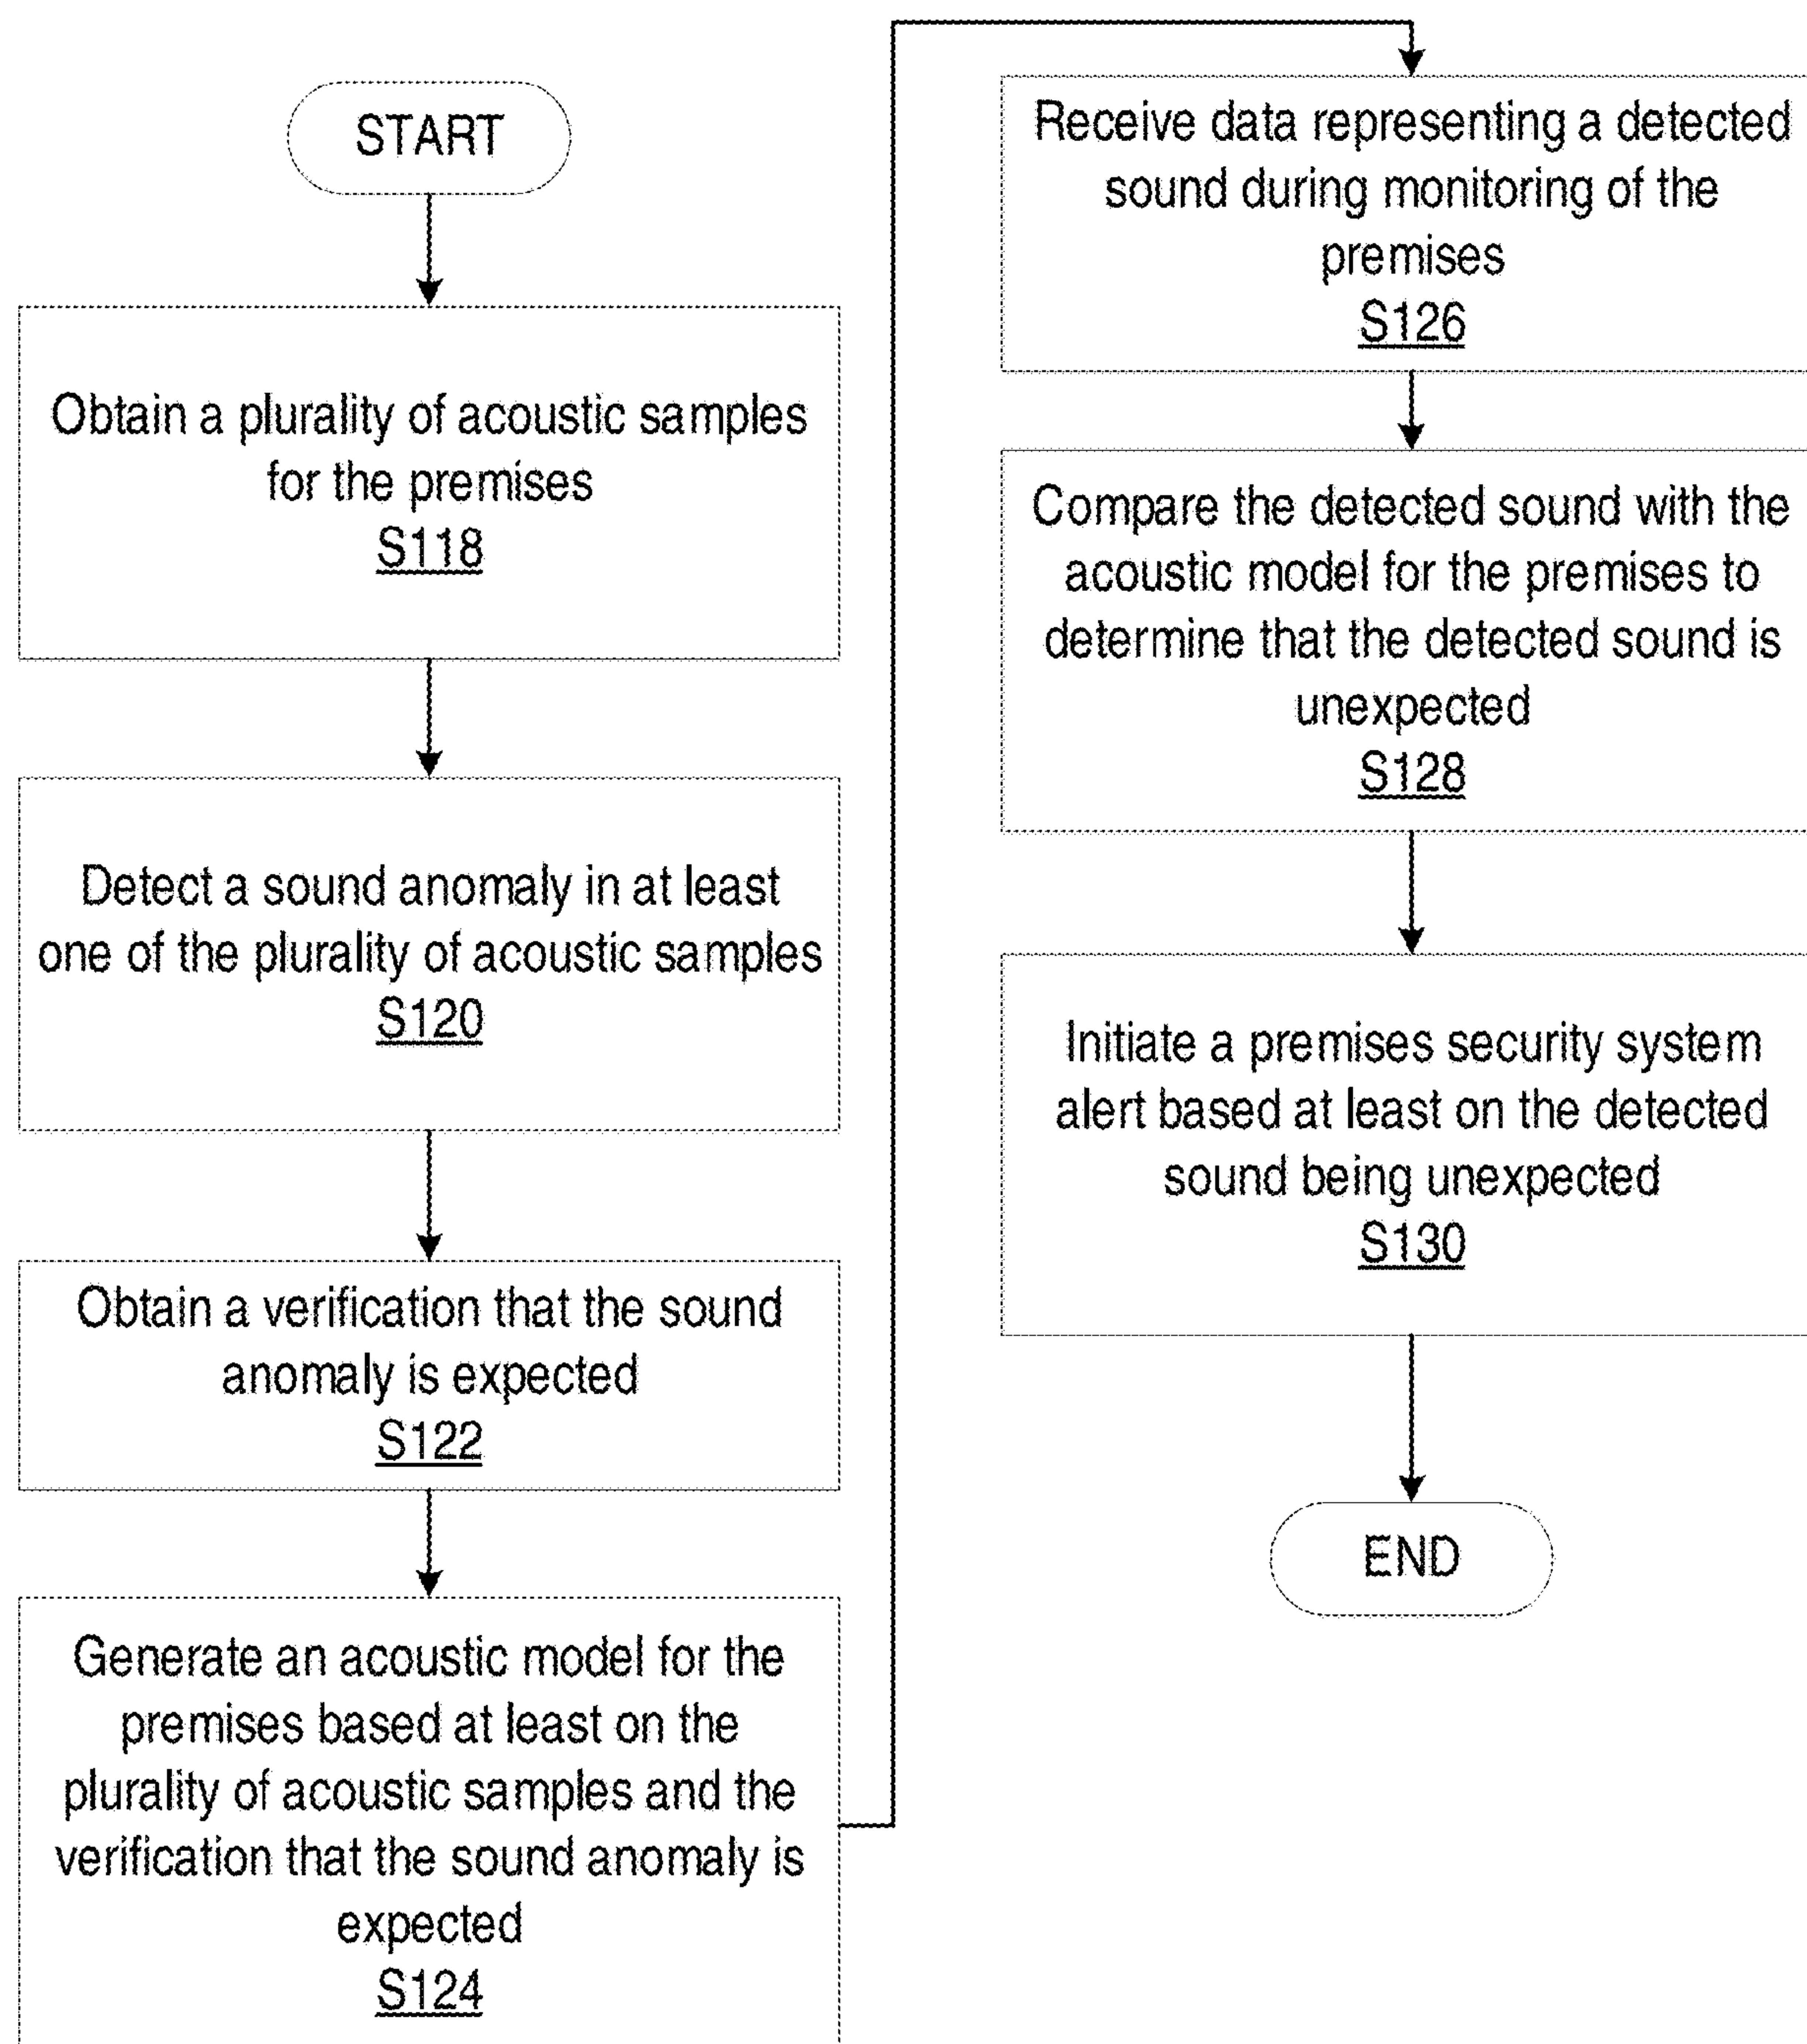 START
Obtain a plurality of acoustic samples
for the premises
S118
Detect a sound anomaly in at least
one of the plurality of acoustic samples
S120
Obtain a verification that the sound
anomaly is expected
S122
Generate an acoustic model for the
premises based at least on the
plurality of acoustic samples and the
verification that the sound anomaly is
expected
S124
Receive data representing a detected
sound during monitoring of the
premises
S126
Compare the detected sound with the
acoustic model for the premises to
determine that the detected sound is
unexpected
S128
Initiate a premises security system
alert based at least on the detected
sound being unexpected
S130
END